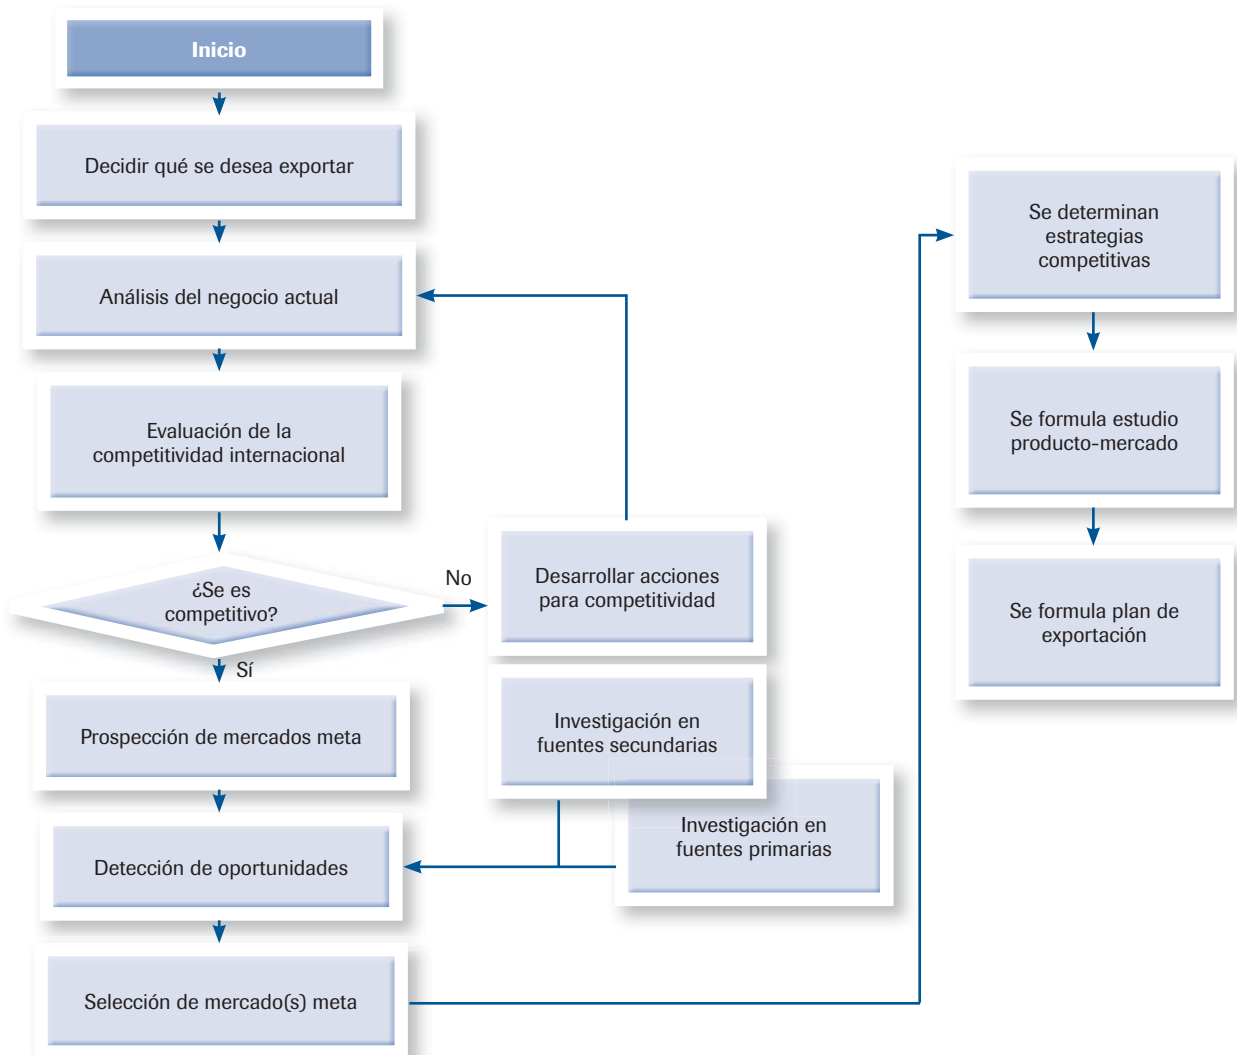 Inicio
Decidir qué se desea exportar
Análisis del negocio actual
Evaluación de la
competitividad internacional
¿Se es
competitivo?
No
Desarrollar acciones
para competitividad
Sí
Prospección de mercados meta
Investigación en
fuentes secundarias
Investigación en
fuentes primarias
Detección de oportunidades
Selección de mercado(s) meta
Se determinan
estrategias
competitivas
Se formula estudio
producto-mercado
Se formula plan de
exportación